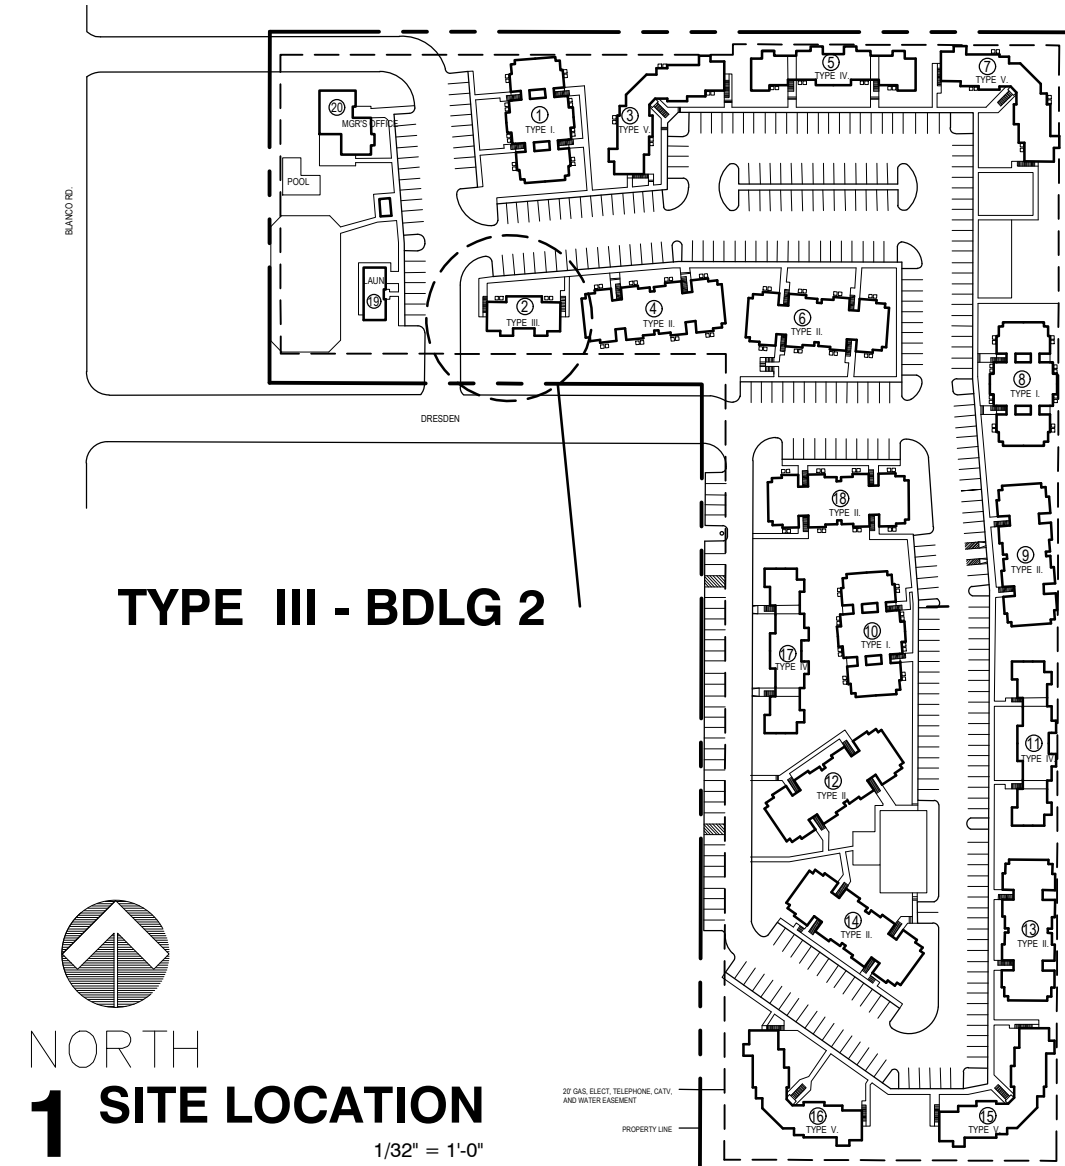 5
TYPE IV.
7
TYPE V.
20
MGR'S OFFICE
1
TYPE I.
3
TYPE V.
POOL
BLANCO RD.
LAUN
19
2
TYPE III.
4
TYPE II.
6
TYPE II.
8
TYPE I.
DRESDEN
18
TYPE II.
9
TYPE II.
TYPE III - BDLG 2
10
TYPE I.
17
TYPE IV
11
TYPE IV.
12
TYPE II.
14
TYPE II.
13
TYPE II.
NORTH
1 SITE LOCATION
1/32" = 1'-0"
20' GAS, ELECT, TELEPHONE, CATV,
AND WATER EASEMENT
PROPERTY LINE
16
TYPE V.
15
TYPE V.